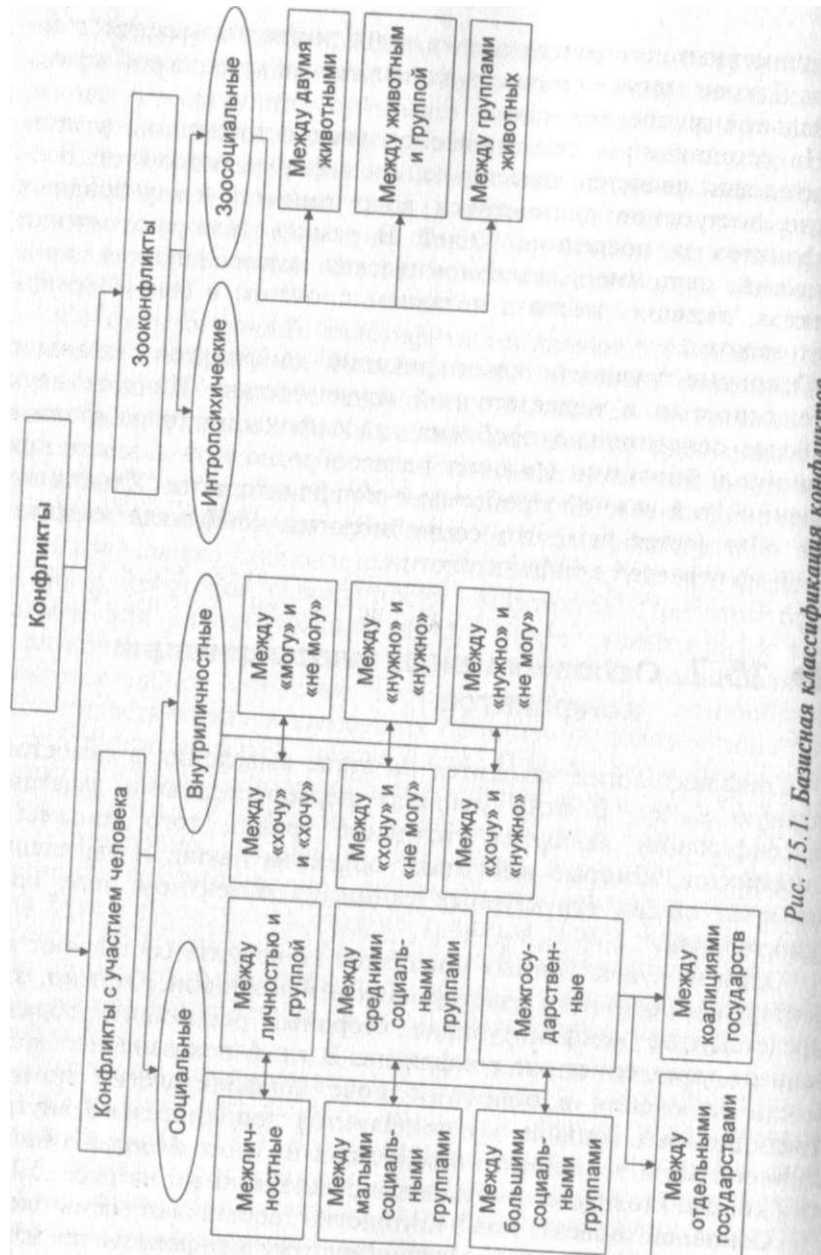 Конфликты
Конфликты с участием человека
Зооконфликты
Социальные
Внутриличностные
Интропсихические
Зоосоциальные
Межлич-
ностные
Между
личностью и
группой
Между
малыми
социаль-
ными
группами
Между
средними
социаль-
ными
группами
Между
большими
социаль-
ными
группами
Межгосу-
дарствен-
ные
Между
отдельными
государствами
Между
коалициями
государств
Между
«хочу»
и «хочу»
Между
«могу» и
«не могу»
Между
«хочу» и
«не могу»
Между
«нужно» и
«нужно»
Между
«хочу» и
«нужно»
Между
«нужно» и
«не могу»
Между двумя
животными
Между животным
и группой
Между группами
животных
Рис. 15.1. Базисная классификация конфликтов